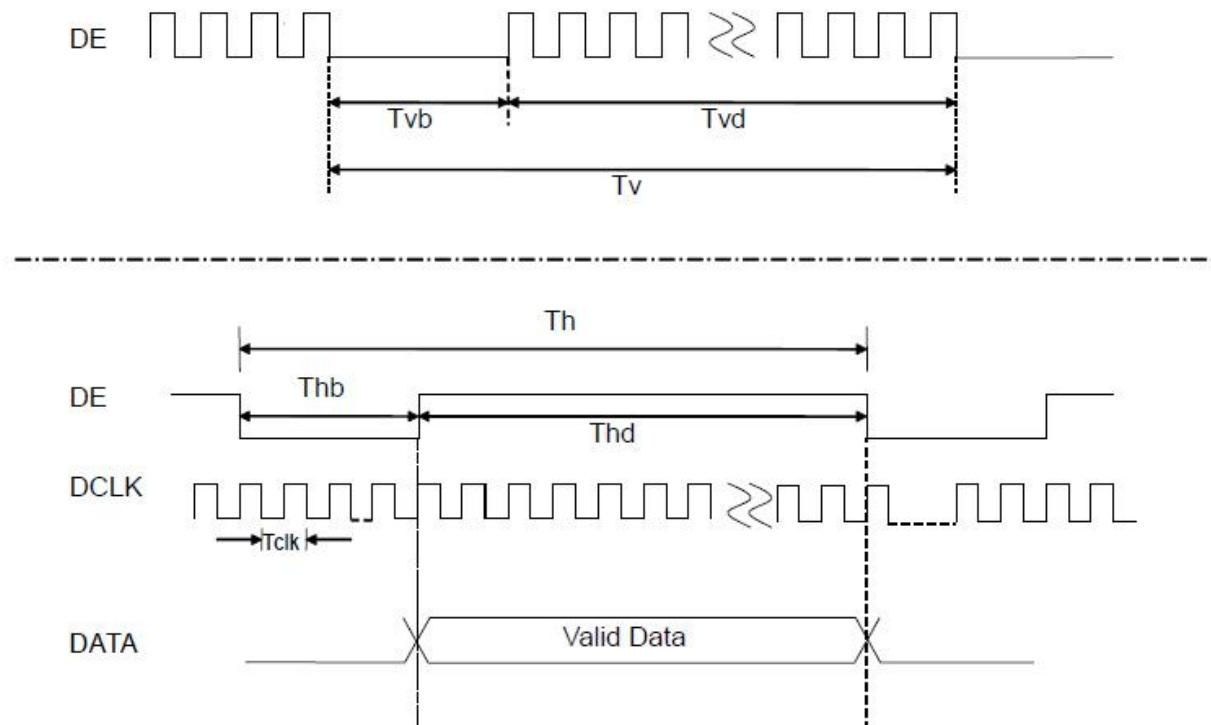 DE
Tvb
Tvd
Tv
Th
DE
Thb
Thd
DCLK
Tclk
DATA
Valid Data